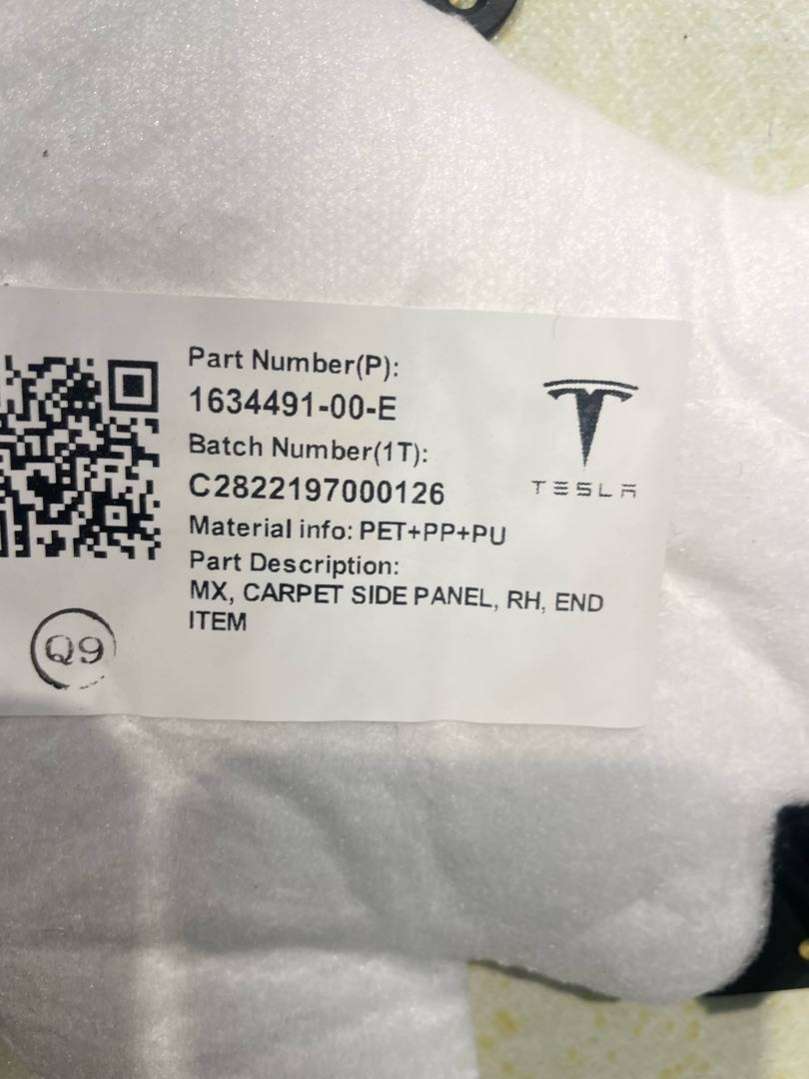 Part Number(P):
1634491-00-E
Batch Number(1T):
C2822197000126
Material info: PET+PP+PU
Part Description:
MX, CARPET SIDE PANEL, RH, END
ITEM
TESLA
Q9